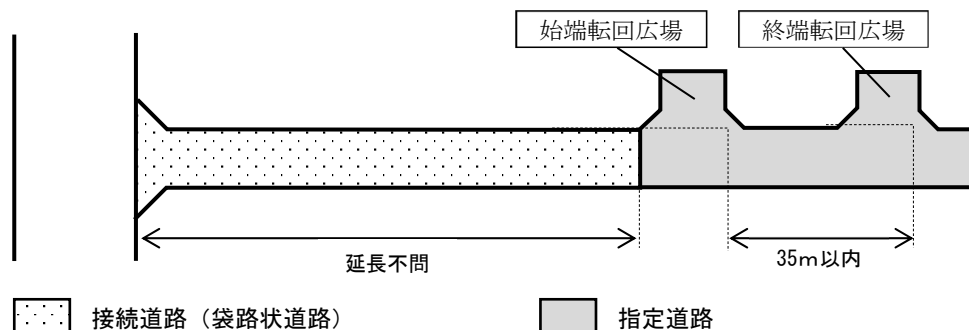 始端転回広場
終端転回広場
延長不問
35ｍ以内
接続道路（袋路状道路）
指定道路